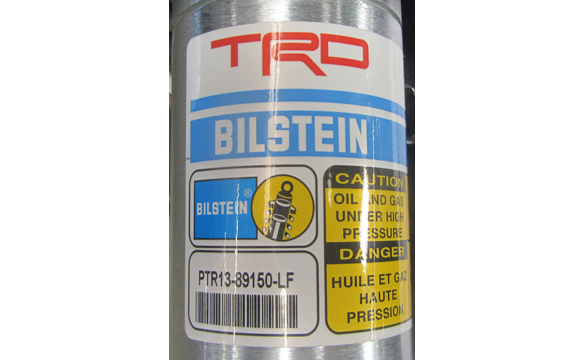 TRD
BILSTEIN
BILSTEIN®
PTR13-89150-LF
CAUTION
OIL AND GAS
UNDER HIGH
PRESSURE
DANGER
HUILE ET GAZ
HAUTE
PRESSION